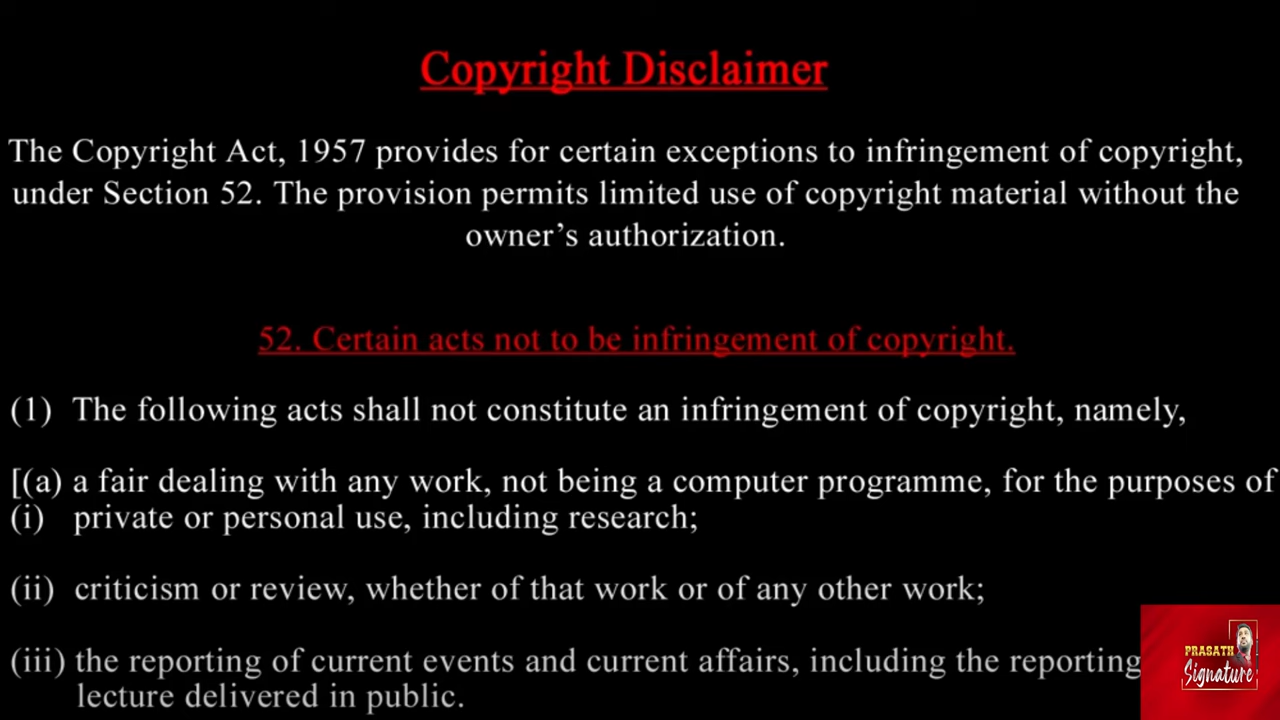 Copyright Disclaimer
The Copyright Act, 1957 provides for certain exceptions to infringement of copyright,
under Section 52. The provision permits limited use of copyright material without the
owner’s authorization.
52. Certain acts not to be infringement of copyright.
(1) The following acts shall not constitute an infringement of copyright, namely,
[(a) a fair dealing with any work, not being a computer programme, for the purposes of
(i) private or personal use, including research;
(ii) criticism or review, whether of that work or of any other work;
(iii) the reporting of current events and current affairs, including the reporting
lecture delivered in public.
PRASATH
Signature